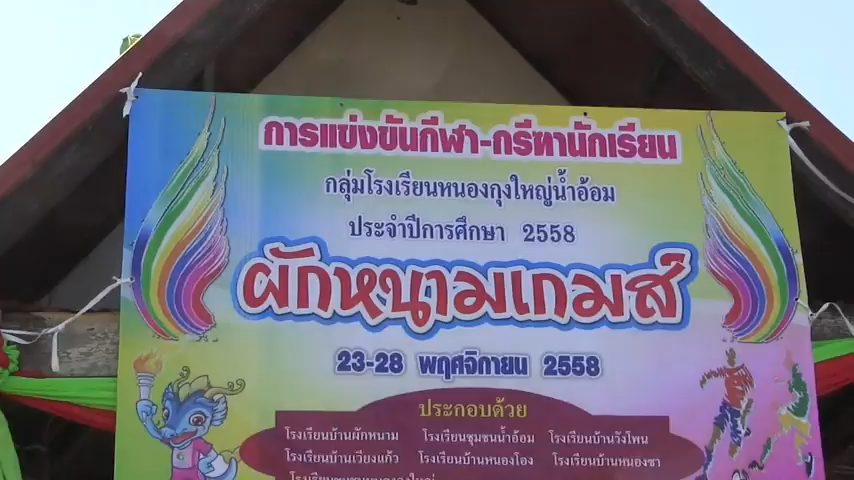 การแข่งขันกีฬา-กรีฑานักเรียน
กลุ่มโรงเรียนหนองกุงใหญ่น้ำอ้อม
ประจำปีการศึกษา 2558
ผักหนามเกมส์
23-28 พฤศจิกายน 2558
ประกอบด้วย
โรงเรียนบ้านผักหนาม โรงเรียนชุมชนน้ำอ้อม โรงเรียนบ้านวังโพน
โรงเรียนบ้านเวียงแก้ว โรงเรียนบ้านหนองโอง โรงเรียนบ้านหนองซา